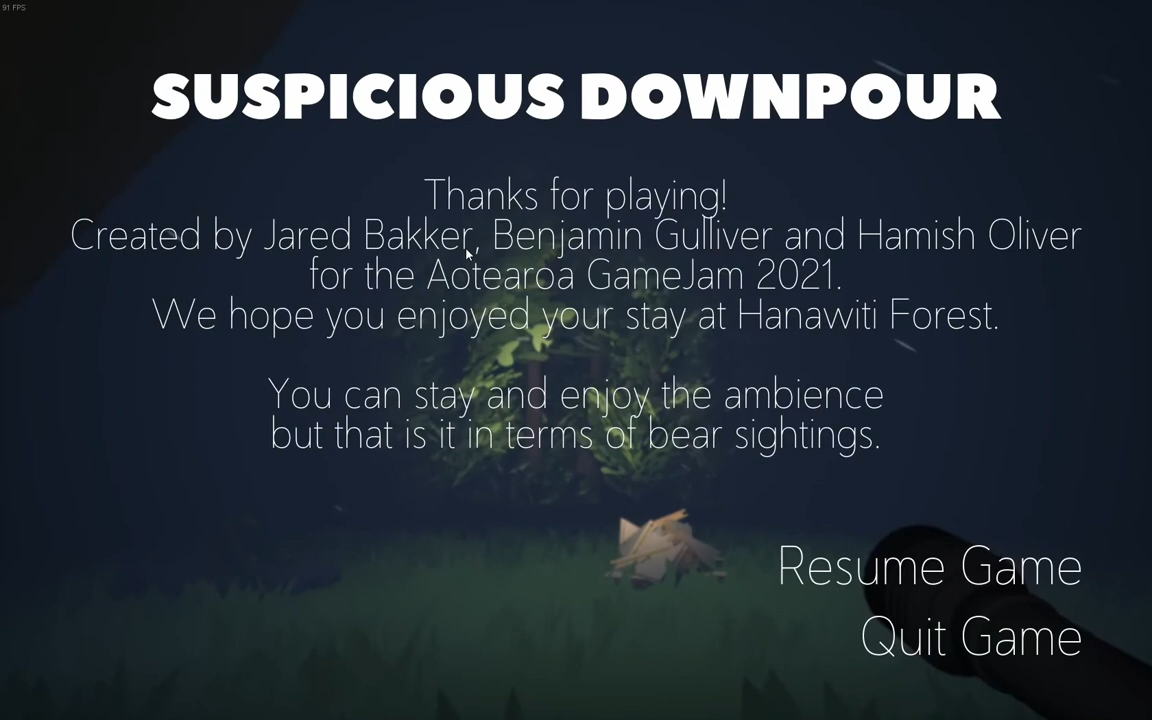 91 FPS
SUSPICIOUS DOWNPOUR
Thanks for playing!
Created by Jared Bakker, Benjamin Gulliver and Hamish Oliver
for the Aotearoa GameJam 2021.
We hope you enjoyed your stay at Hanawiti Forest.
You can stay and enjoy the ambience
but that is it in terms of bear sightings.
Resume Game
Quit Game